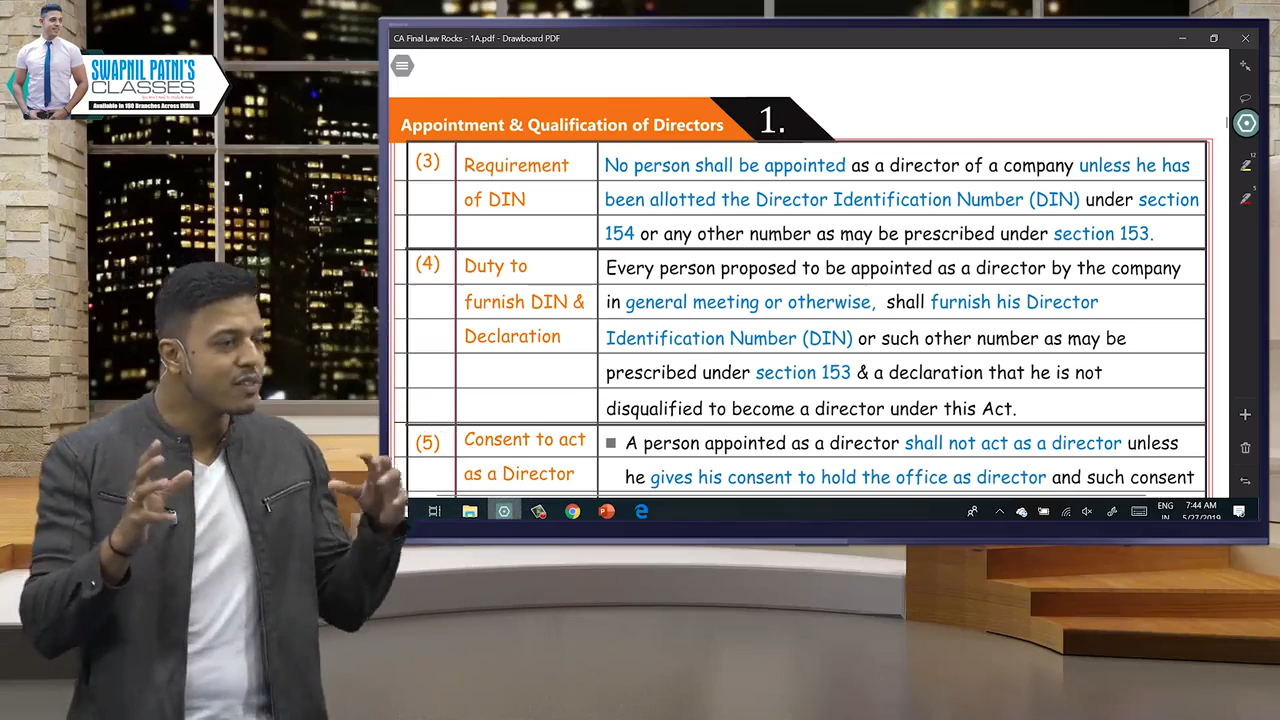 SWAPNIL PATNI'S
CLASSES
Available in 160 Branches Across INDIA
CA Final Law Rocks - 1A.pdf - Drawboard PDF
Appointment & Qualification of Directors 1.
(3) Requirement of DIN
No person shall be appointed as a director of a company unless he has
been allotted the Director Identification Number (DIN) under section
154 or any other number as may be prescribed under section 153.
(4) Duty to furnish DIN & Declaration
Every person proposed to be appointed as a director by the company
in general meeting or otherwise, shall furnish his Director
Identification Number (DIN) or such other number as may be
prescribed under section 153 & a declaration that he is not
disqualified to become a director under this Act.
(5) Consent to act as a Director
■ A person appointed as a director shall not act as a director unless
he gives his consent to hold the office as director and such consent
ENG
IN
7:44 AM
5/27/2019